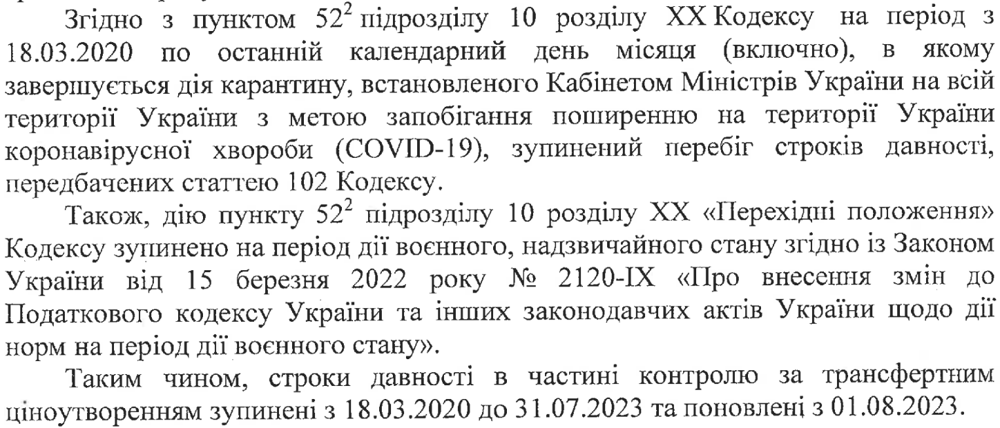 Згідно з пунктом 52² підрозділу 10 розділу XX Кодексу на період з
18.03.2020 по останній календарний день місяця (включно), в якому
завершується дія карантину, встановленого Кабінетом Міністрів України на всій
території України з метою запобігання поширенню на території України
коронавірусної хвороби (COVID-19), зупинений перебіг строків давності,
передбачених статтею 102 Кодексу.
Також, дію пункту 52² підрозділу 10 розділу XX «Перехідні положення»
Кодексу зупинено на період дії воєнного, надзвичайного стану згідно із Законом
України від 15 березня 2022 року № 2120-IX «Про внесення змін до
Податкового кодексу України та інших законодавчих актів України щодо дії
норм на період дії воєнного стану».
Таким чином, строки давності в частині контролю за трансфертним
ціноутворенням зупинені з 18.03.2020 до 31.07.2023 та поновлені з 01.08.2023.